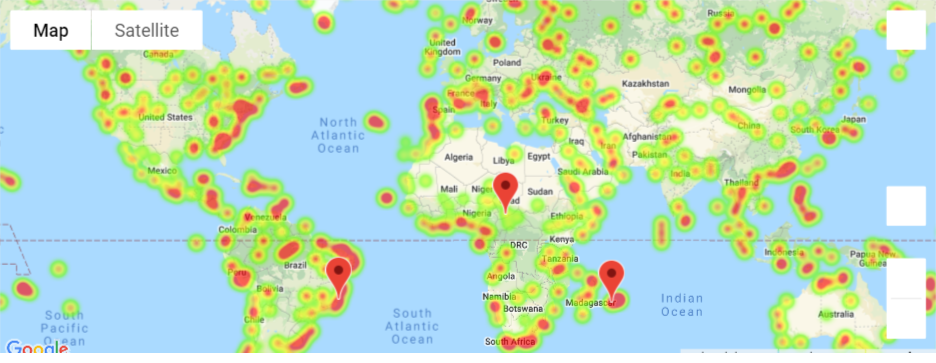 Map
Satellite
Norway
Russia
Canada
United
Kingdom
Poland
Germany
Ukraine
Kazakhstan
Mongolia
France
Italy
Spain
United States
North
Atlantic
Ocean
Turkey
Afghanistan
China
South Korea
Japan
Iraq
Iran
Pakistan
Algeria
Libya
Egypt
Saudi Arabia
India
Thailand
Mexico
Mali
Niger
Sudan
Nigeria
Ethiopia
Venezuela
Colombia
Kenya
DRC
Tanzania
Indonesia
Papua New
Guinea
Brazil
Peru
Bolivia
Angola
Namibia
Botswana
Madagascar
Indian
Ocean
Australia
South
Pacific
Ocean
Chile
South
Atlantic
Ocean
South Africa
Google